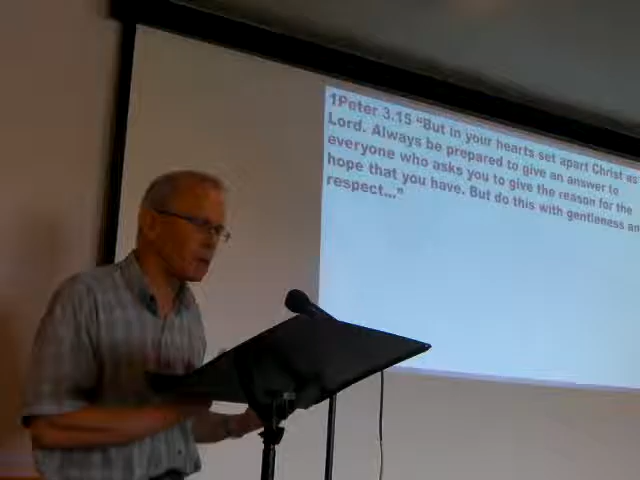 1Peter 3.15 “But in your hearts set apart Christ as
Lord. Always be prepared to give an answer to
everyone who asks you to give the reason for the
hope that you have. But do this with gentleness an
respect...”